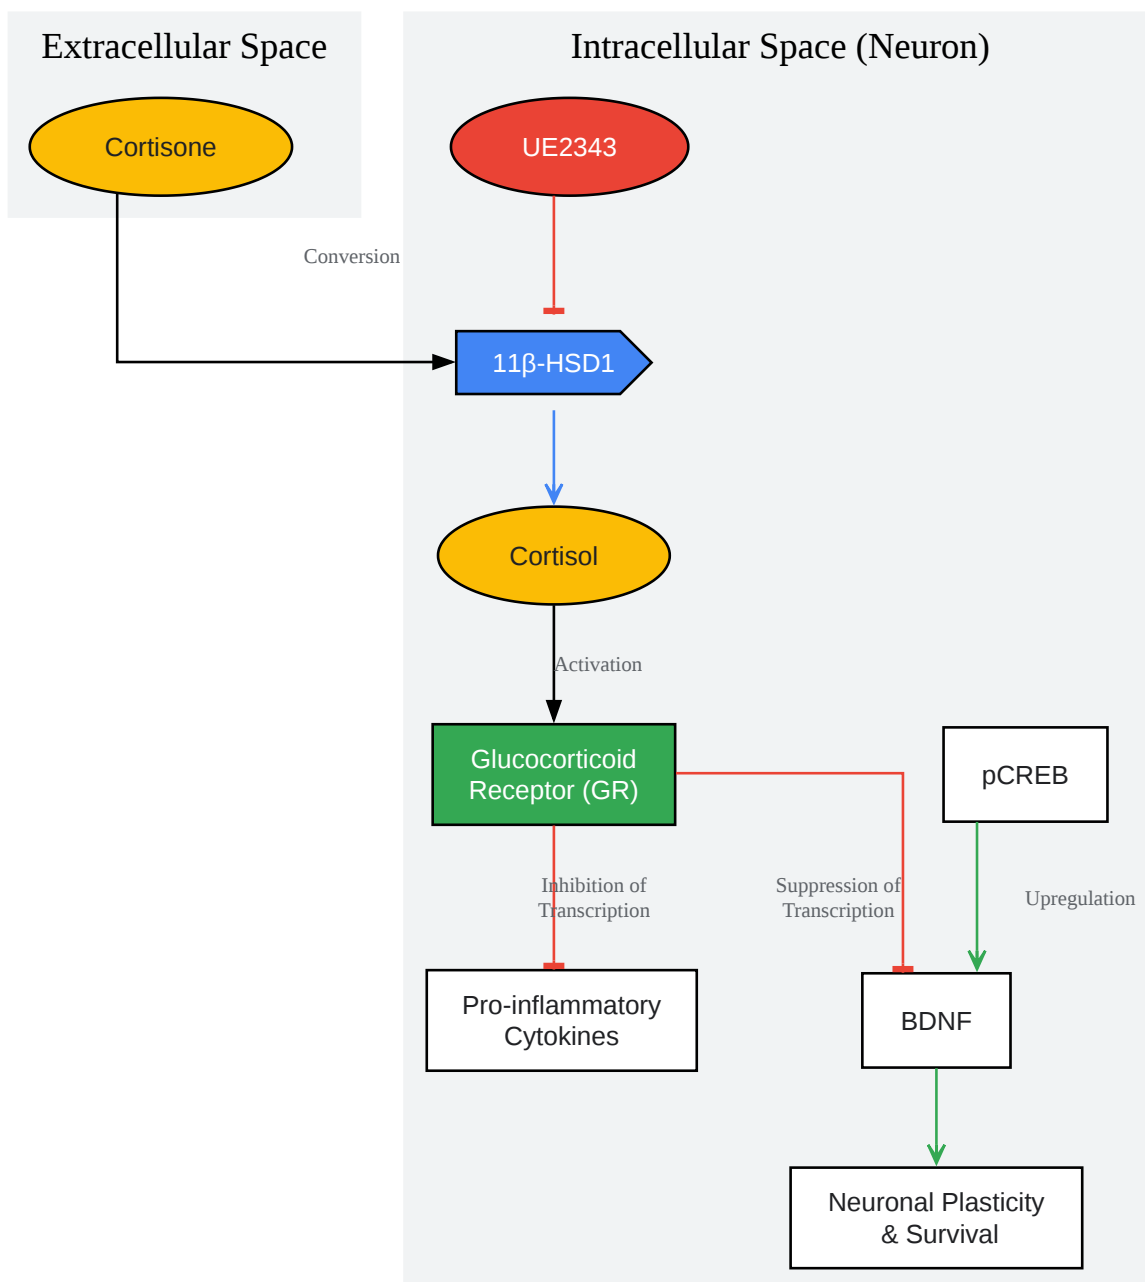 Extracellular Space
Intracellular Space (Neuron)
Cortisone
UE2343
Conversion
11β-HSD1
Cortisol
Activation
Glucocorticoid
Receptor (GR)
pCREB
Inhibition of
Transcription
Suppression of
Transcription
Upregulation
Pro-inflammatory
Cytokines
BDNF
Neuronal Plasticity
& Survival